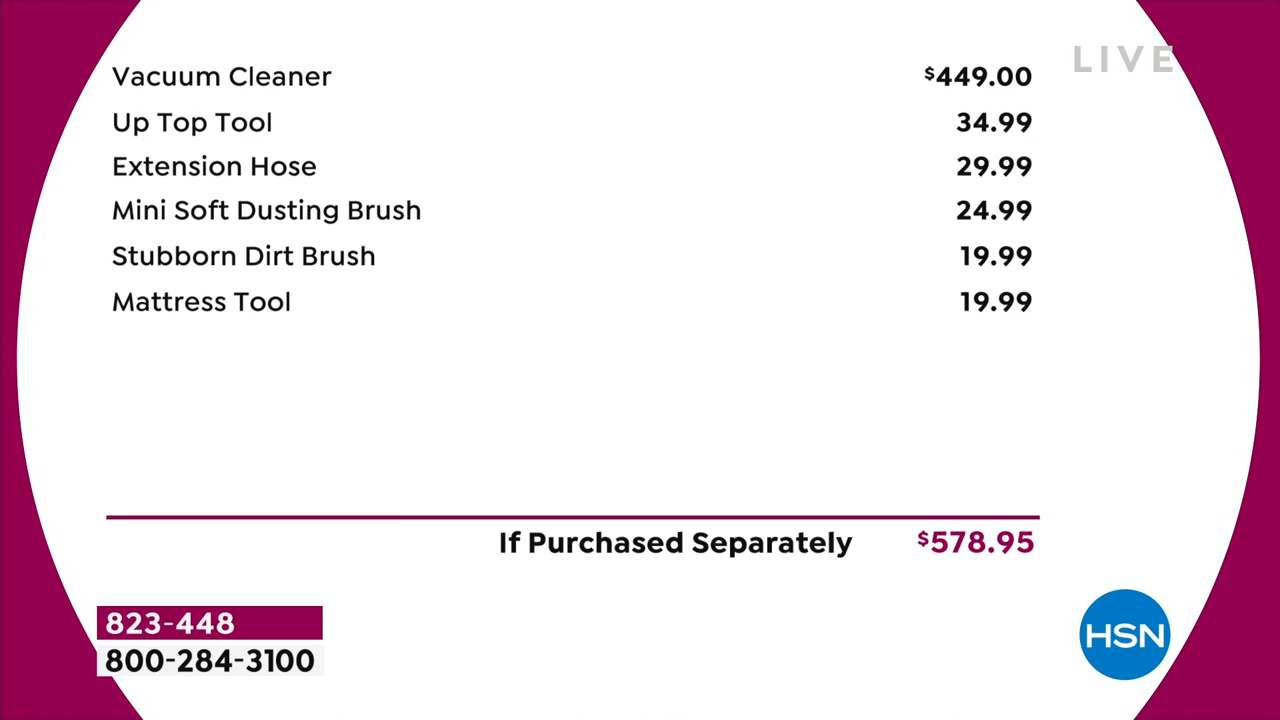 LIVE
Vacuum Cleaner $449.00
Up Top Tool 34.99
Extension Hose 29.99
Mini Soft Dusting Brush 24.99
Stubborn Dirt Brush 19.99
Mattress Tool 19.99
If Purchased Separately $578.95
823-448
800-284-3100
HSN